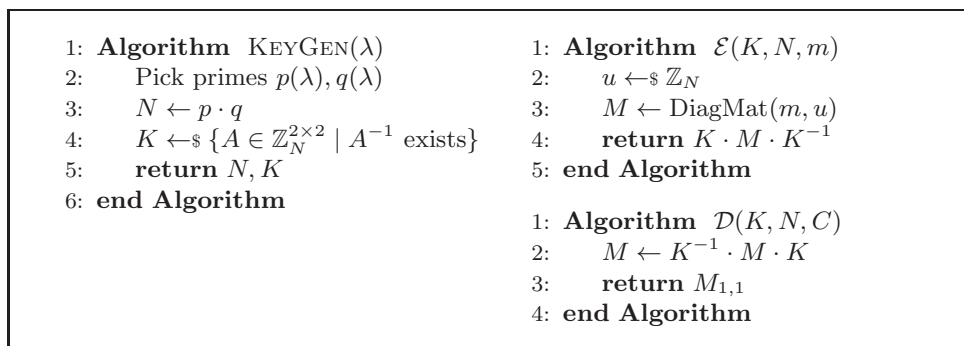 1: Algorithm KEYGEN(λ)
2: Pick primes p(λ), q(λ)
3: N ← p · q
4: K ←$ {A ∈ ℤ_N^{2×2} | A^{-1} exists}
5: return N, K
6: end Algorithm
1: Algorithm ℰ(K, N, m)
2: u ←$ ℤ_N
3: M ← DiagMat(m, u)
4: return K · M · K^{-1}
5: end Algorithm
1: Algorithm 𝒟(K, N, C)
2: M ← K^{-1} · M · K
3: return M_{1,1}
4: end Algorithm